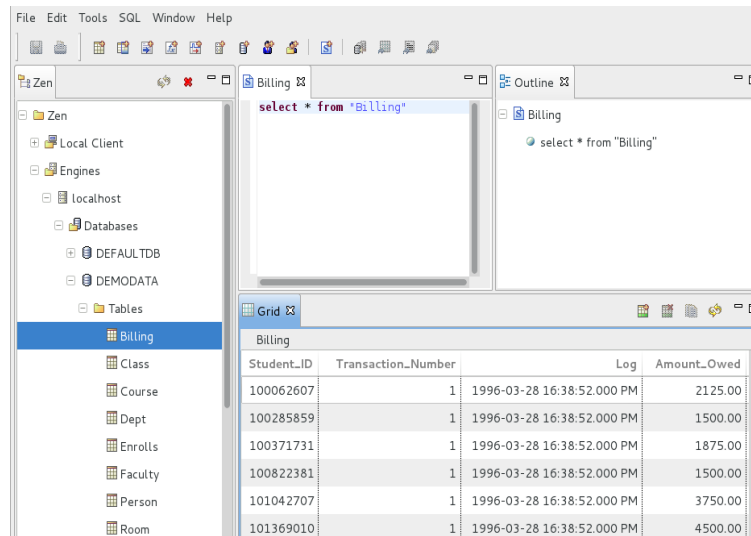 File Edit Tools SQL Window Help
Zen
Zen
Local Client
Engines
localhost
Databases
DEFAULTDB
DEMODATA
Tables
Billing
Class
Course
Dept
Enrolls
Faculty
Person
Room
Billing
select * from "Billing"
Outline
Billing
select * from "Billing"
Grid
Billing
Student_ID Transaction_Number Log Amount_Owed
100062607 1 1996-03-28 16:38:52.000 PM 2125.00
100285859 1 1996-03-28 16:38:52.000 PM 1500.00
100371731 1 1996-03-28 16:38:52.000 PM 1875.00
100822381 1 1996-03-28 16:38:52.000 PM 1500.00
101042707 1 1996-03-28 16:38:52.000 PM 3750.00
101369010 1 1996-03-28 16:38:52.000 PM 4500.00